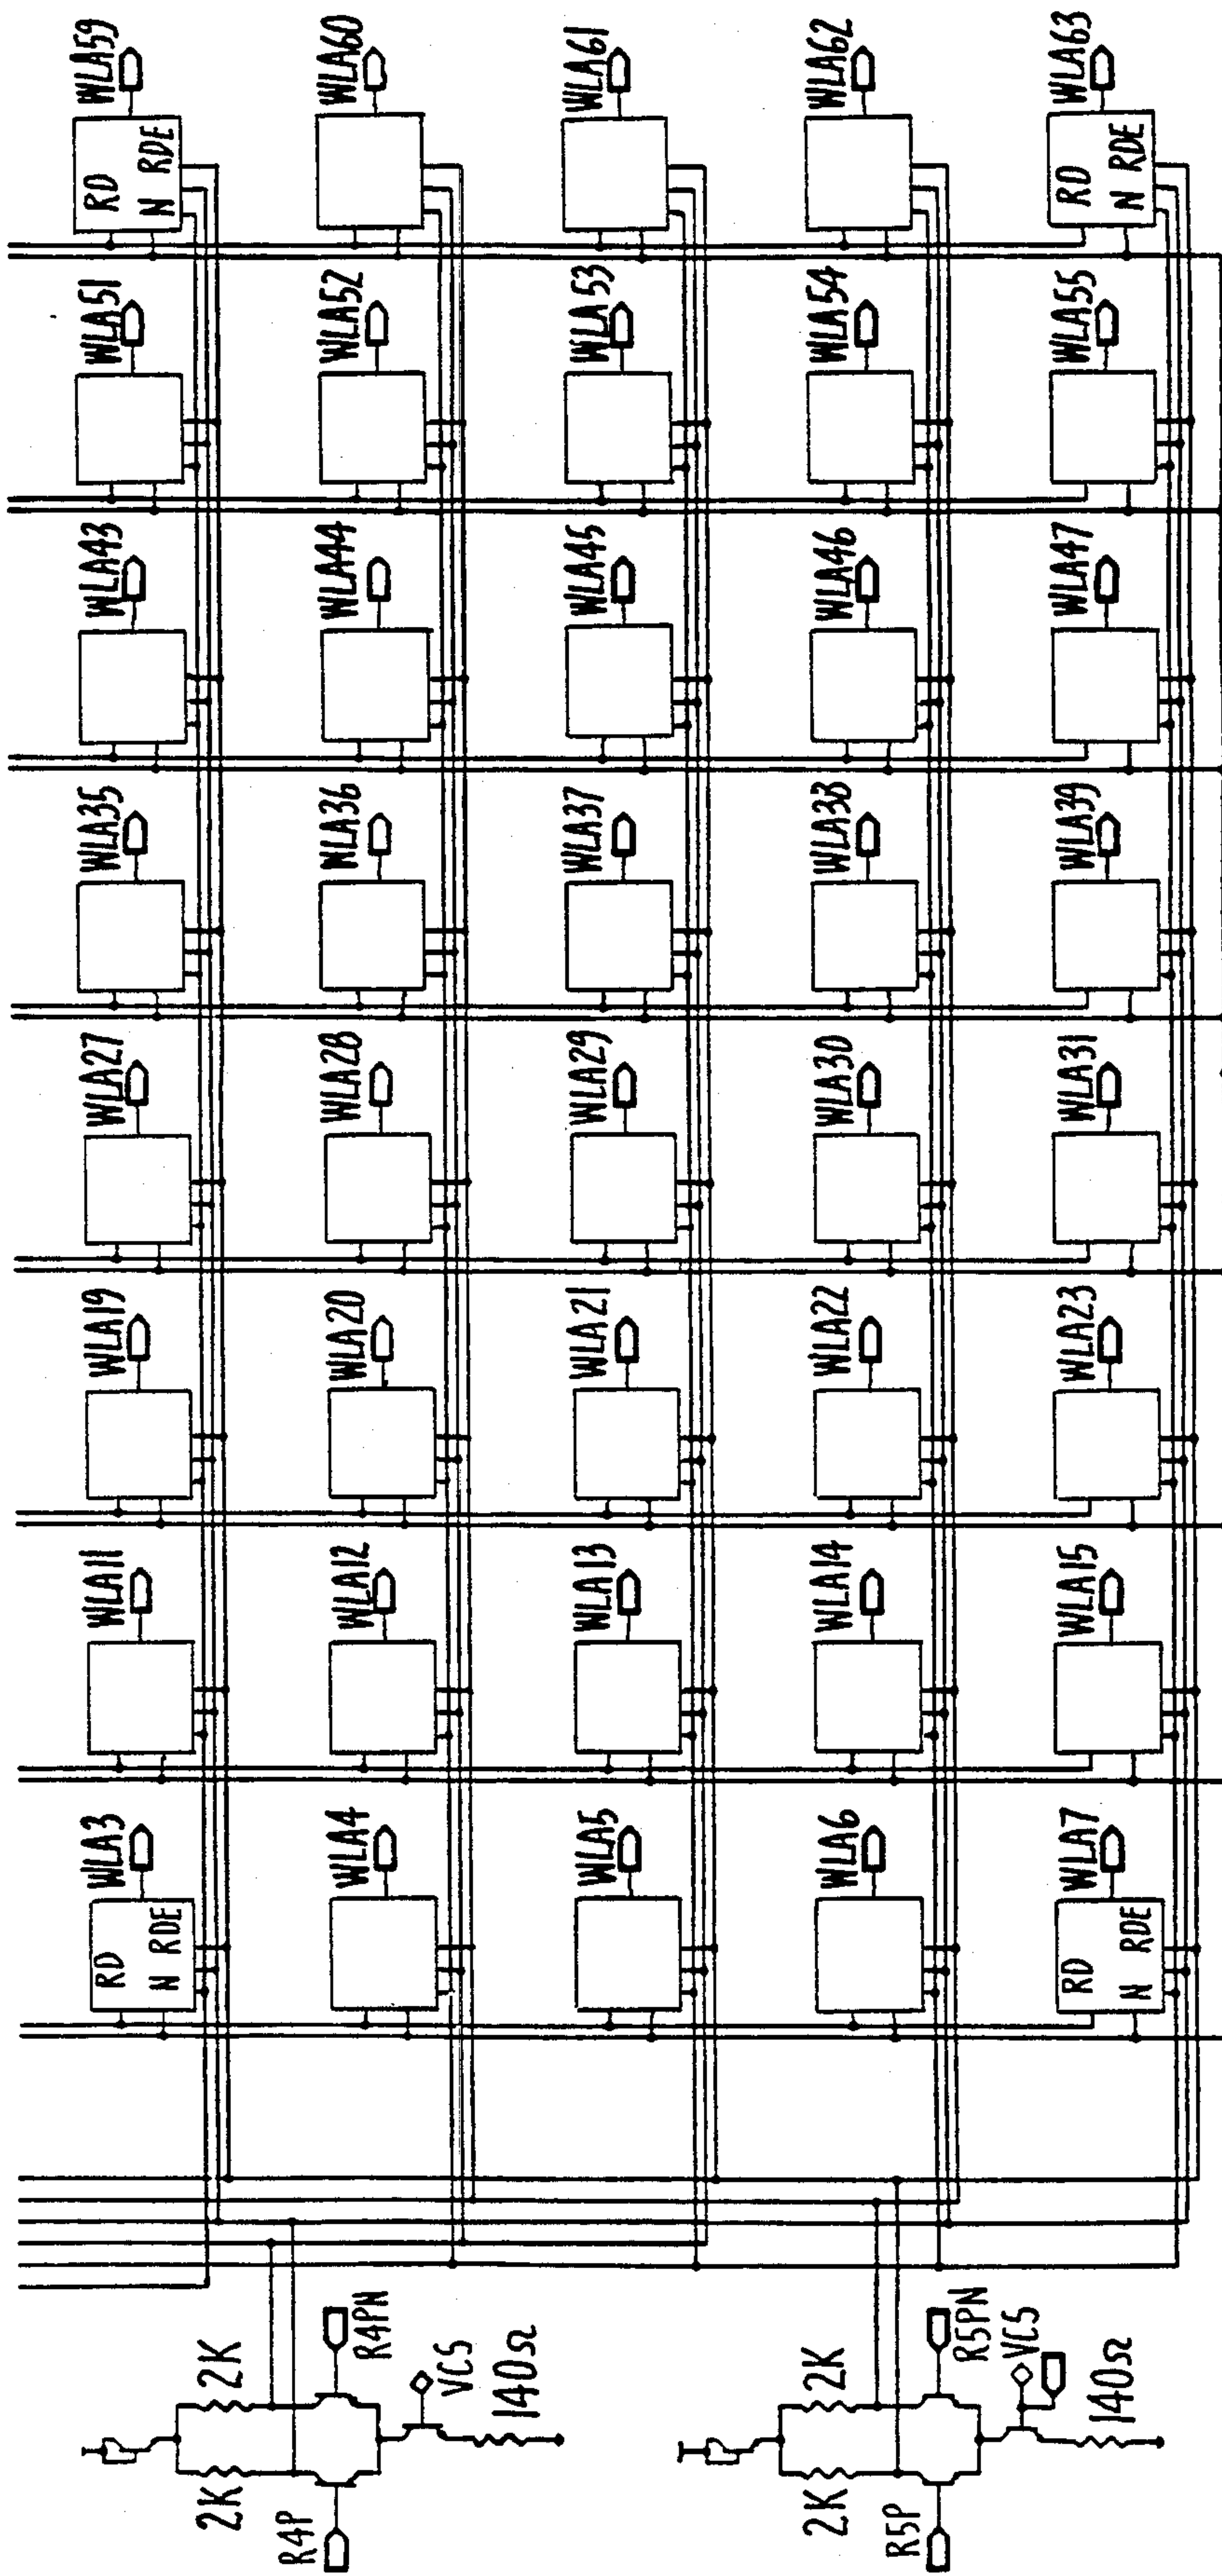 WLA59
WLA60
WLA61
WLA62
WLA63
RD
N RDE
RD
N RDE
WLA51
WLA52
WLA53
WLA54
WLA55
WLA43
WLA44
WLA45
WLA46
WLA47
WLA35
WLA36
WLA37
WLA38
WLA39
WLA27
WLA28
WLA29
WLA30
WLA31
WLA19
WLA20
WLA21
WLA22
WLA23
WLA11
WLA12
WLA13
WLA14
WLA15
WLA3
WLA4
WLA5
WLA6
WLA7
RD
N RDE
RD
N RDE
R4PN
R5PN
2K
VCS
140Ω
2K
VCS
140Ω
2K
R4P
2K
R5P